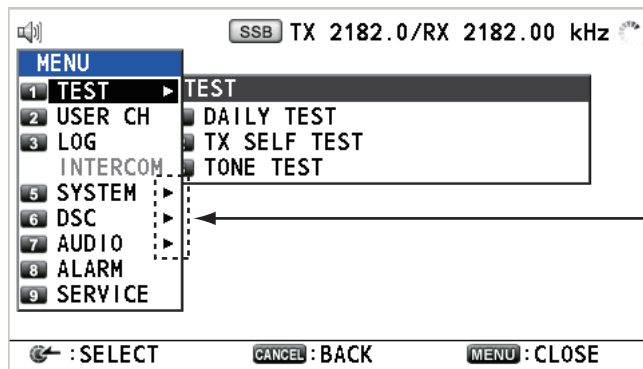 SSB TX 2182.0/RX 2182.00 kHz
MENU
1 TEST
2 USER CH
3 LOG
INTERCOM
5 SYSTEM
6 DSC
7 AUDIO
8 ALARM
9 SERVICE
TEST
DAILY TEST
TX SELF TEST
TONE TEST
:SELECT CANCEL:BACK MENU:CLOSE